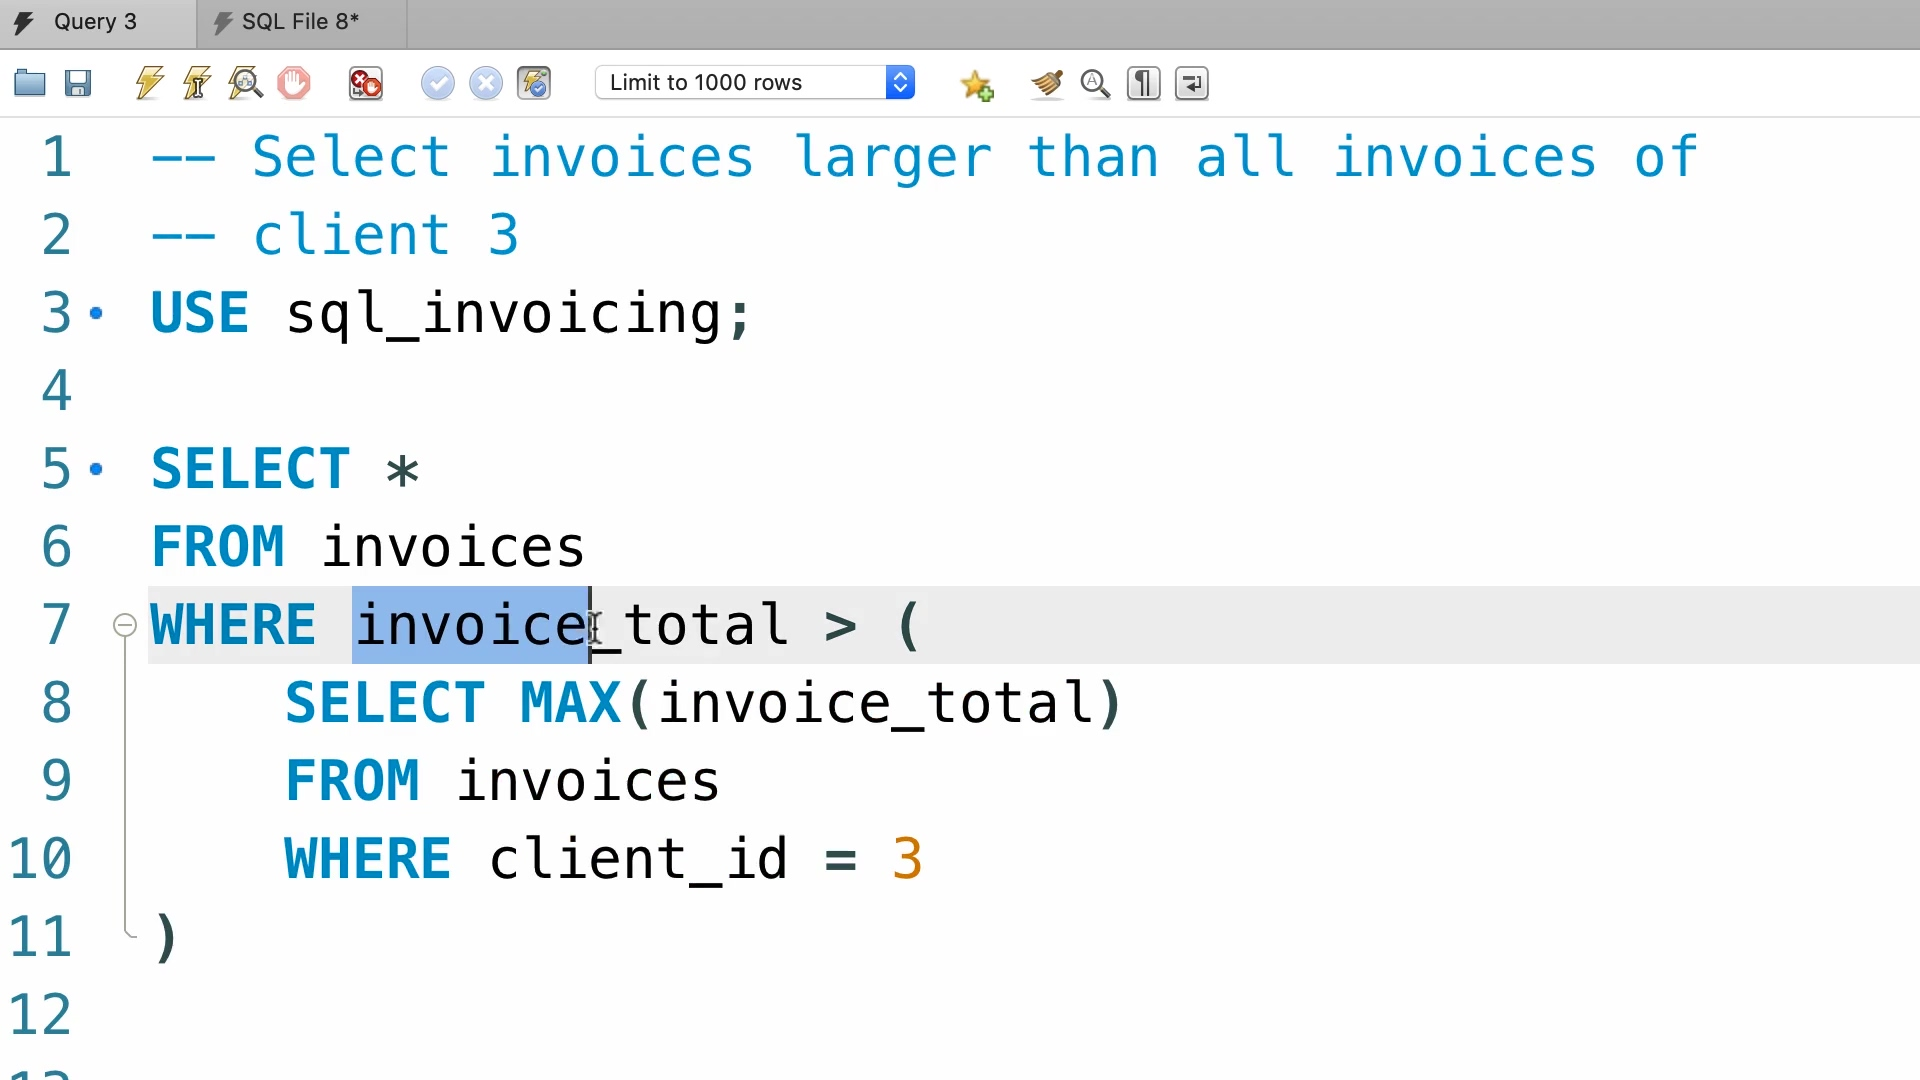 Query 3
SQL File 8*
Limit to 1000 rows
1 -- Select invoices larger than all invoices of
2 -- client 3
3 USE sql_invoicing;
4
5 SELECT *
6 FROM invoices
7 WHERE invoice_total > (
8 SELECT MAX(invoice_total)
9 FROM invoices
10 WHERE client_id = 3
11 )
12